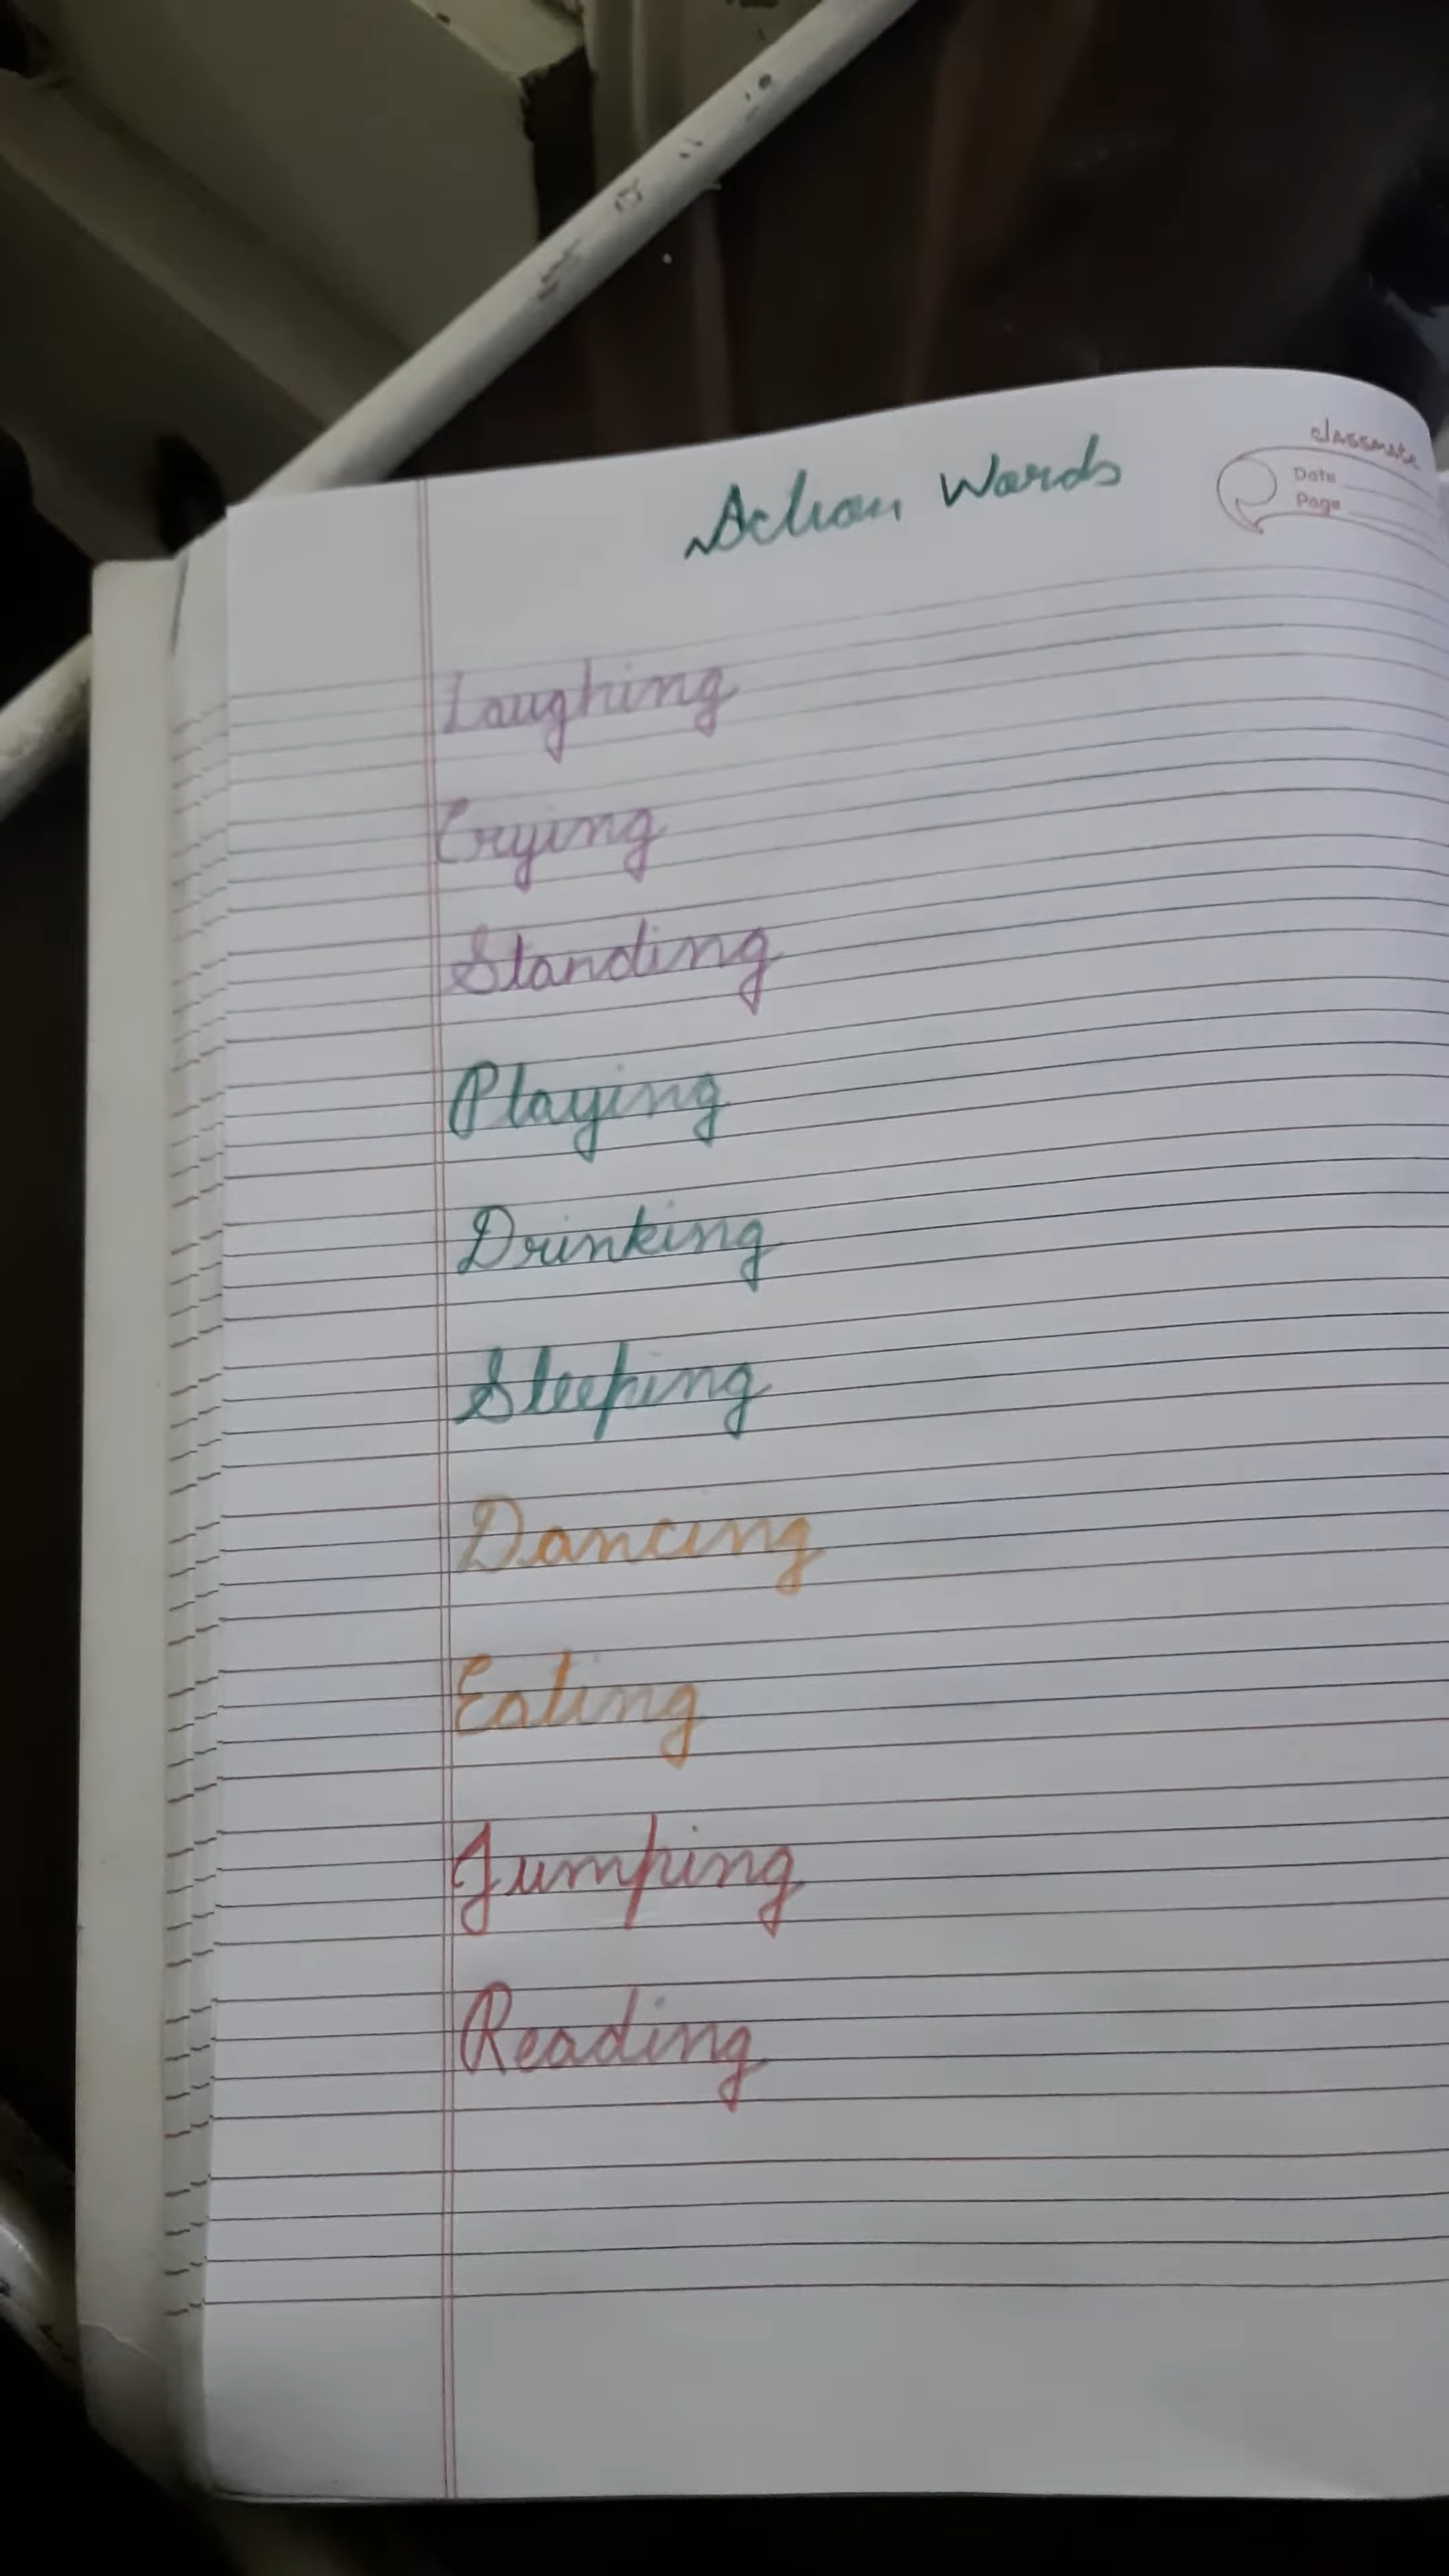 classmate
Date
Page
Action Words
Laughing
Crying
Standing
Playing
Drinking
Sleeping
Dancing
Eating
Jumping
Reading